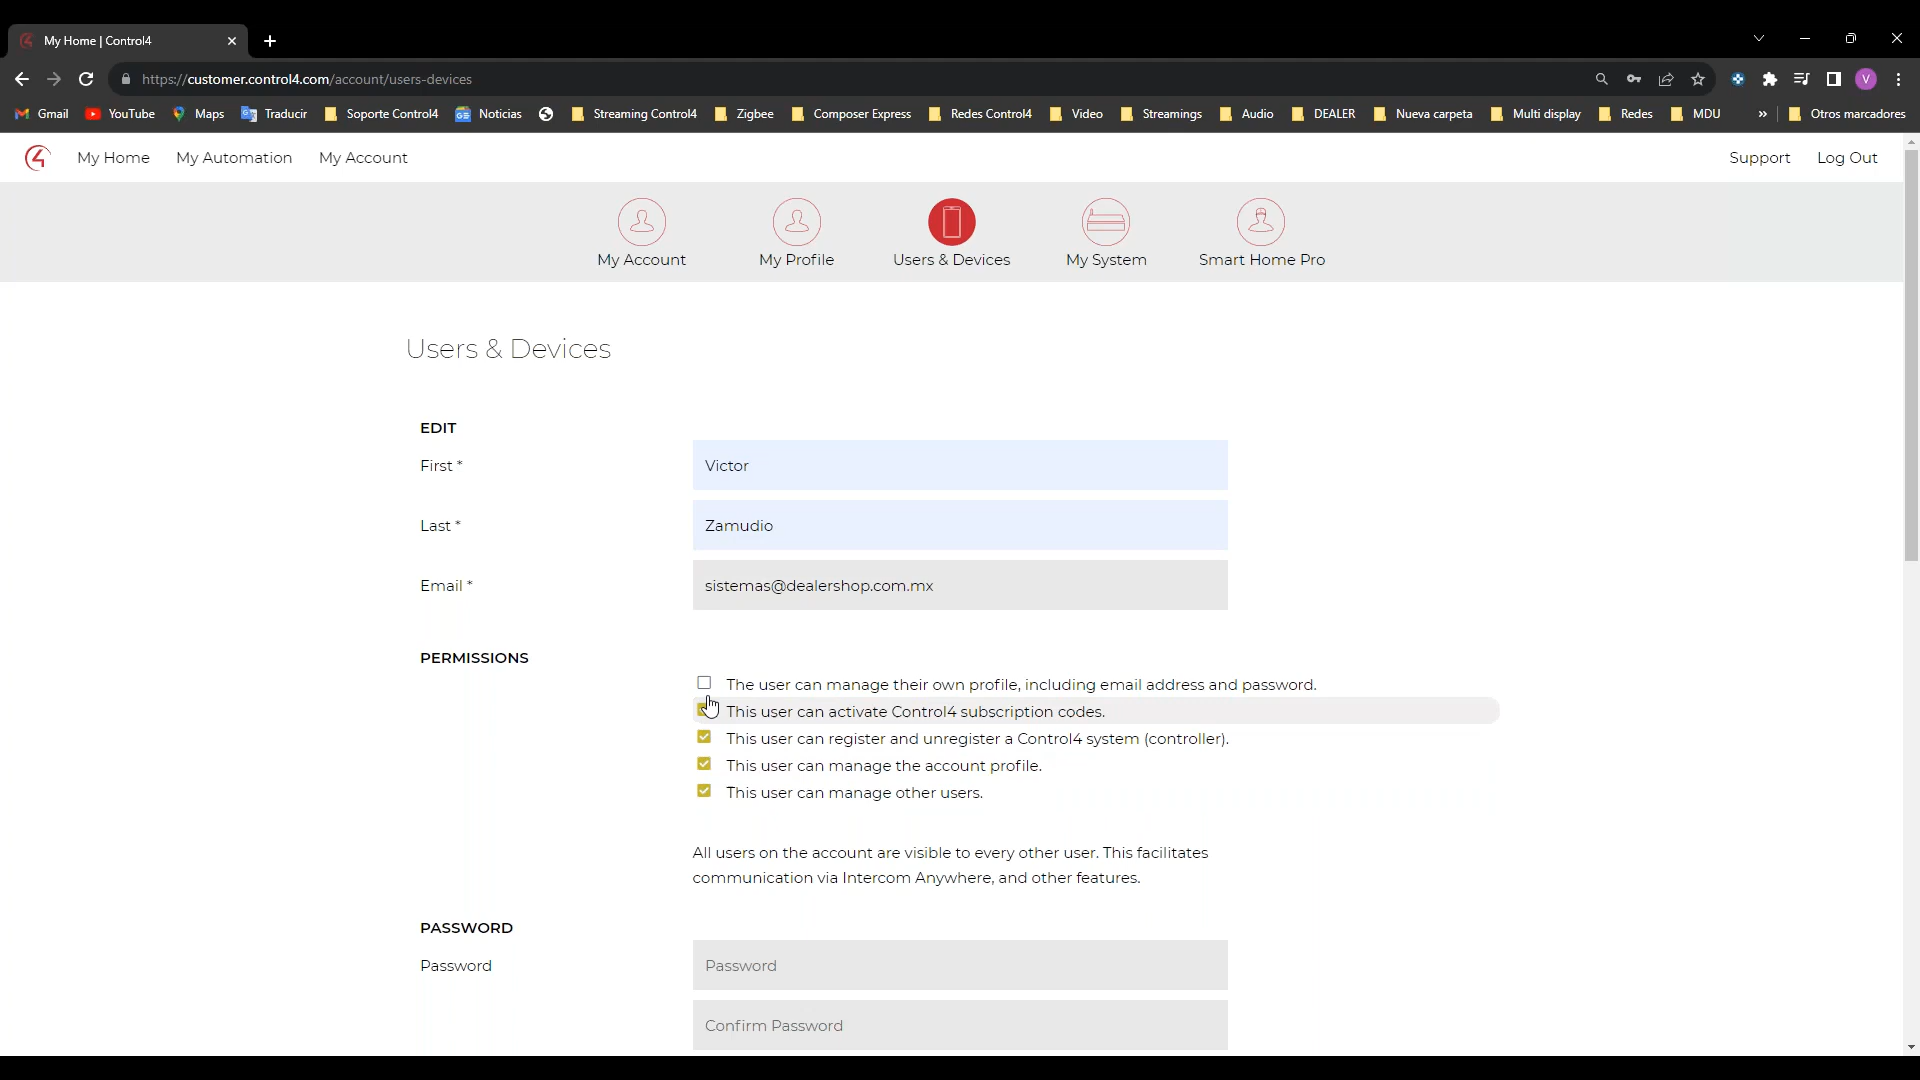 My Home | Control4
https://customer.control4.com/account/users-devices
Gmail YouTube Maps Traducir Soporte Control4 Noticias Streaming Control4 Zigbee Composer Express Redes Control4 Video Streamings Audio DEALER Nueva carpeta Multi display Redes MDU » Otros marcadores
My Home My Automation My Account Support Log Out
My Account My Profile Users & Devices My System Smart Home Pro
Users & Devices
EDIT
First * Victor
Last * Zamudio
Email * sistemas@dealershop.com.mx
PERMISSIONS
The user can manage their own profile, including email address and password.
This user can activate Control4 subscription codes.
This user can register and unregister a Control4 system (controller).
This user can manage the account profile.
This user can manage other users.
All users on the account are visible to every other user. This facilitates
communication via Intercom Anywhere, and other features.
PASSWORD
Password Password
Confirm Password